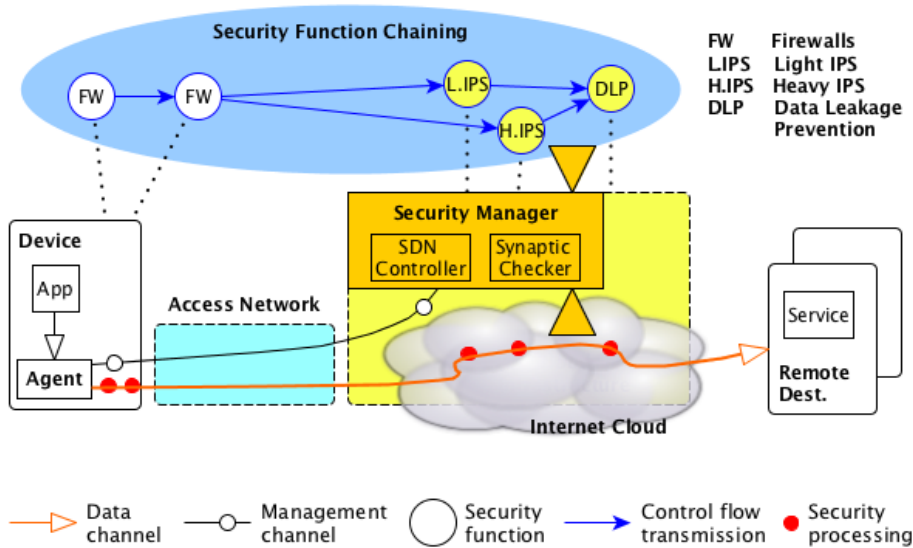 Security Function Chaining
FW
FW
L.IPS
H.IPS
DLP
FW Firewalls
L.IPS Light IPS
H.IPS Heavy IPS
DLP Data Leakage
Prevention
Device
App
Agent
Access Network
Security Manager
SDN
Controller
Synaptic
Checker
Internet Cloud
Service
Remote
Dest.
Data
channel
Management
channel
Security
function
Control flow
transmission
Security
processing